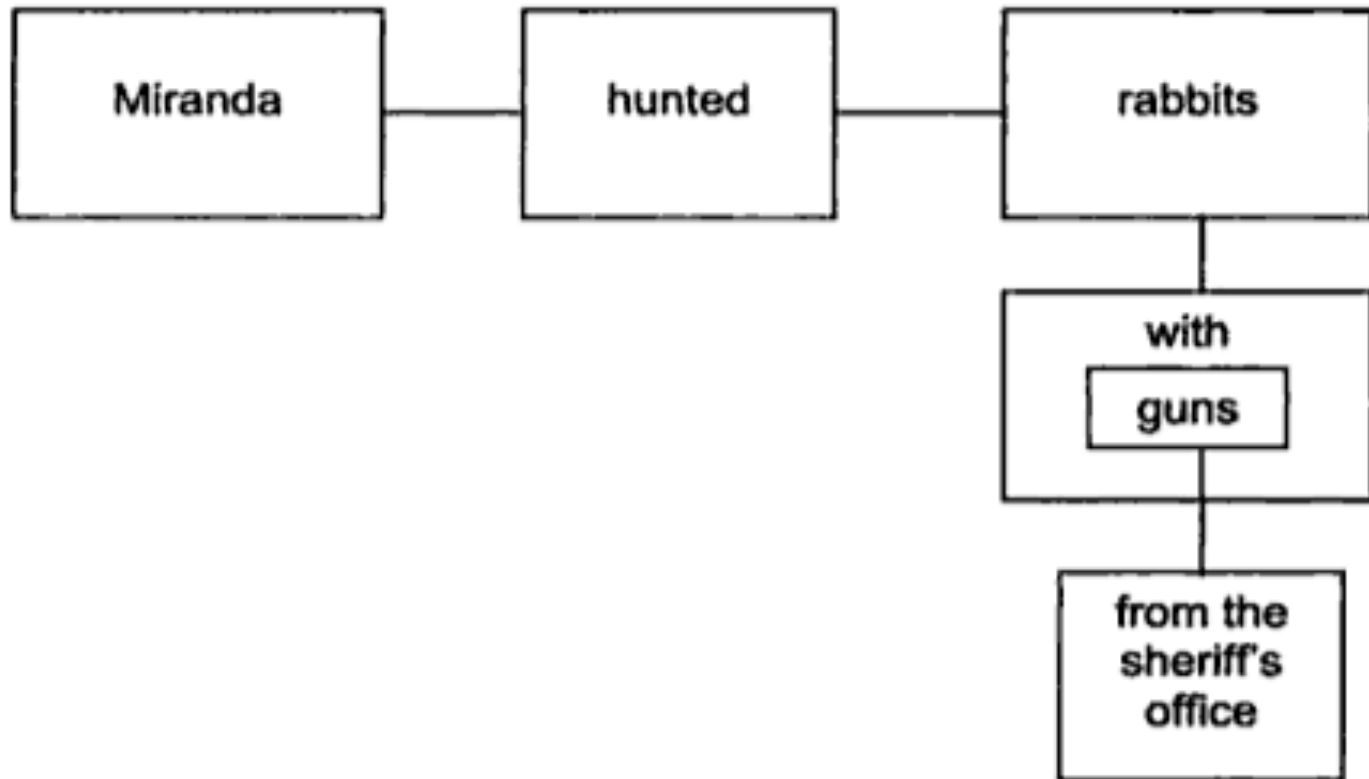 Miranda
hunted
rabbits
with
guns
from the
sheriff's
office